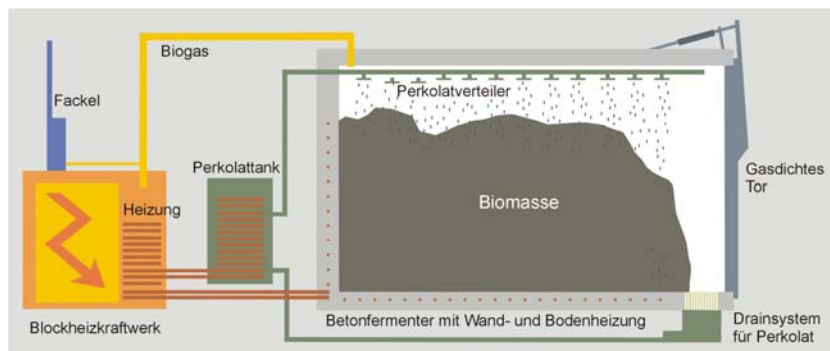 Biogas
Fackel
Perkolatverteiler
Perkolattank
Gasdichtes
Tor
Heizung
Biomasse
Blockheizkraftwerk
Betonfermenter mit Wand- und Bodenheizung
Drainsystem
für Perkolat